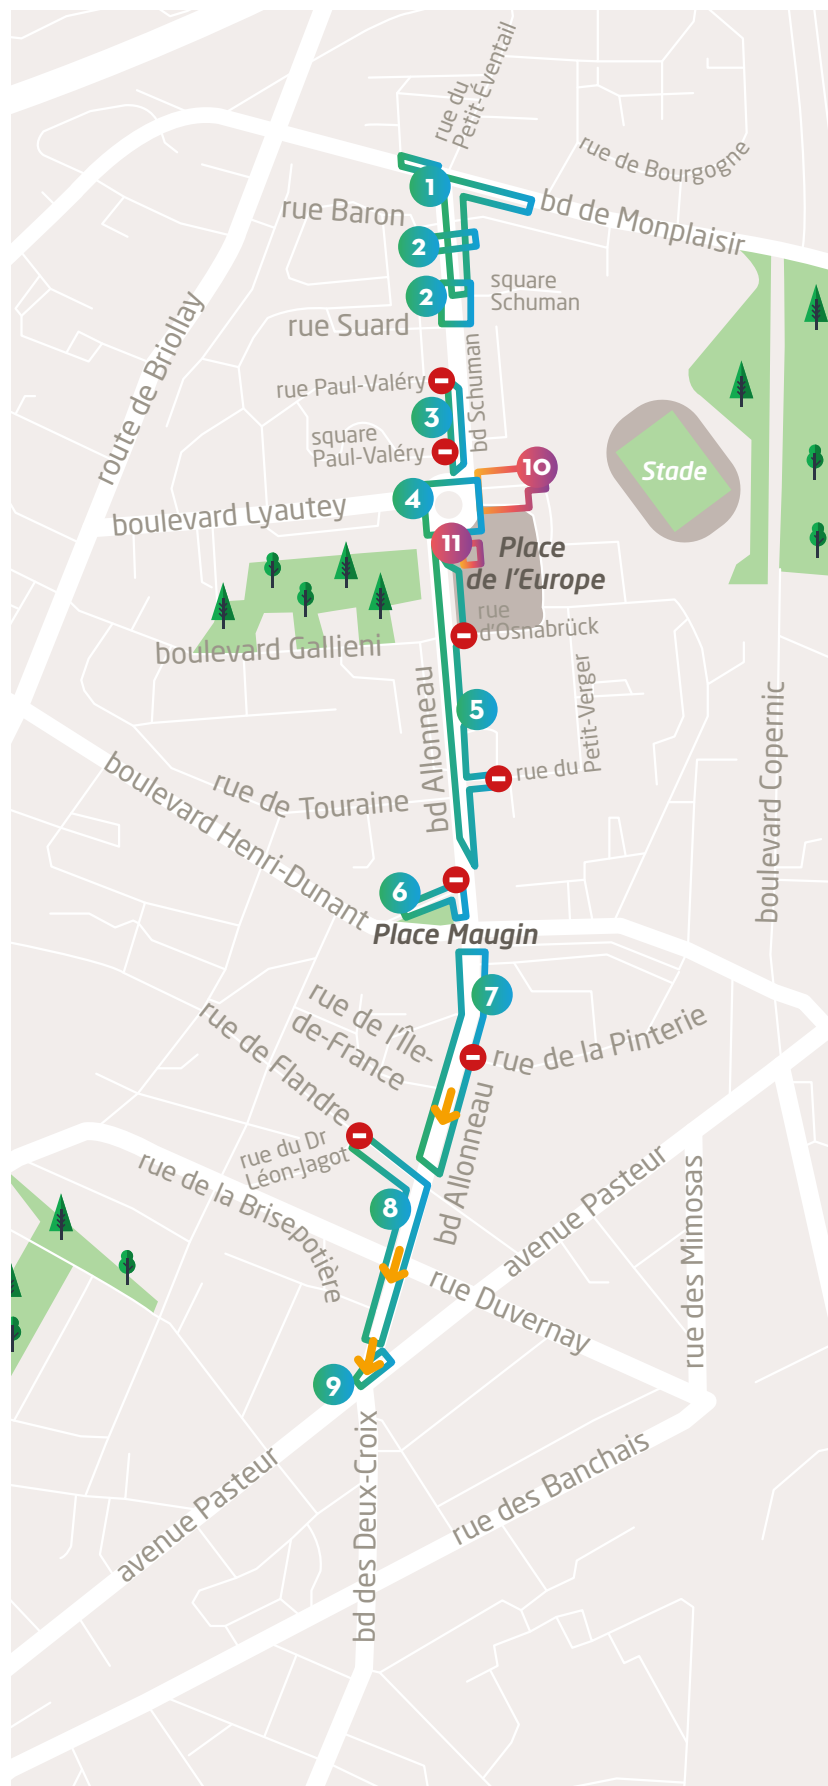 rue du
Petit-Éventail
rue de Bourgogne
1
bd de Monplaisir
rue Baron
2
square
Schuman
2
rue Suard
route de Briollay
bd Schuman
rue Paul-Valéry
3
square
Paul-Valéry
10
Stade
4
boulevard Lyautey
11
Place
de l'Europe
rue
d'Osnabrück
boulevard Gallieni
bd Allonneau
5
Petit-Verger
rue du
boulevard Copernic
rue de Touraine
boulevard Henri-Dunant
6
Place Maugin
7
rue de l'Île-
de-France
rue de la Pinterie
rue de Flandre
rue du Dr
Léon-Jagot
bd Allonneau
8
rue de la Brisepotière
avenue Pasteur
rue des Mimosas
rue Duvernay
9
bd des Deux-Croix
avenue Pasteur
rue des Banchais